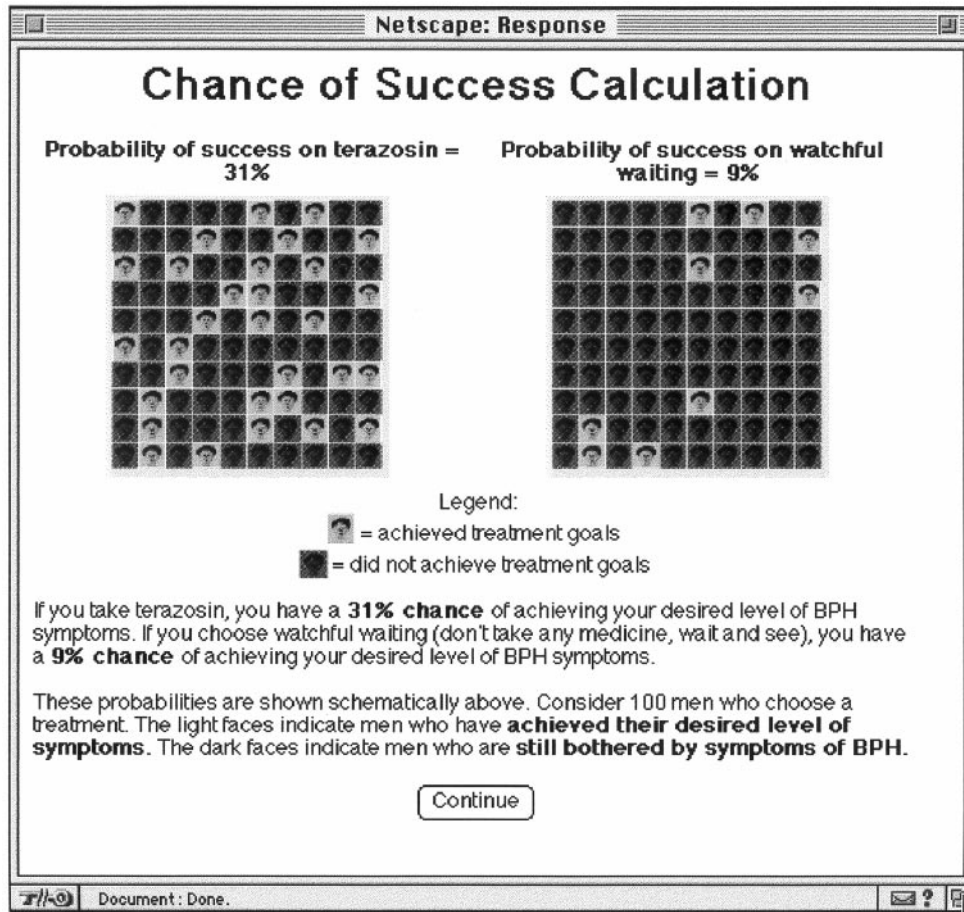 Netscape: Response
Chance of Success Calculation
Probability of success on terazosin =
31%
Probability of success on watchful
waiting = 9%
Legend:
= achieved treatment goals
= did not achieve treatment goals
If you take terazosin, you have a 31% chance of achieving your desired level of BPH
symptoms. If you choose watchful waiting (don't take any medicine, wait and see), you have
a 9% chance of achieving your desired level of BPH symptoms.
These probabilities are shown schematically above. Consider 100 men who choose a
treatment. The light faces indicate men who have achieved their desired level of
symptoms. The dark faces indicate men who are still bothered by symptoms of BPH.
Continue
Document: Done.
?